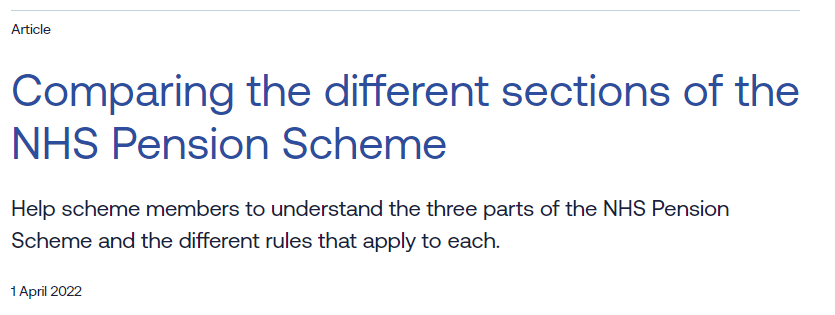 Article
Comparing the different sections of the
NHS Pension Scheme
Help scheme members to understand the three parts of the NHS Pension
Scheme and the different rules that apply to each.
1 April 2022